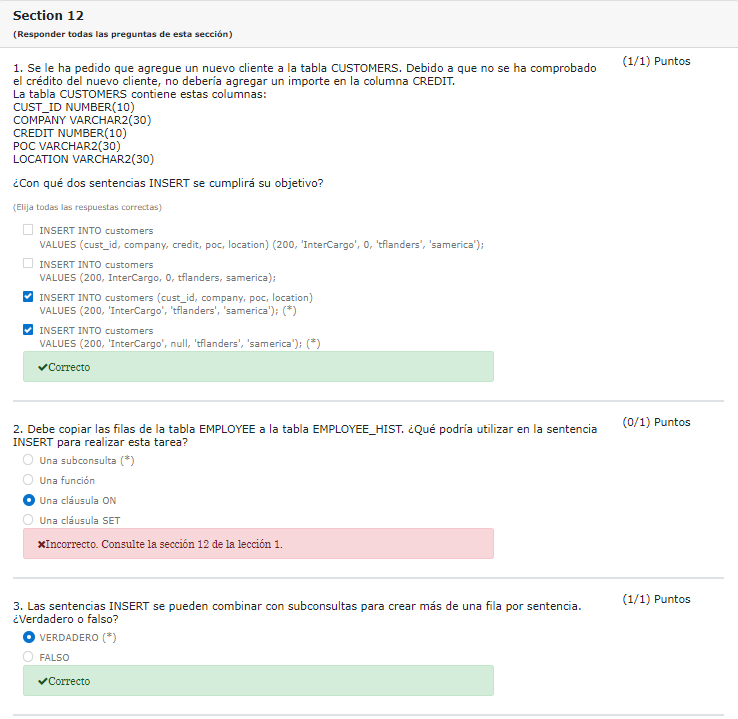 Section 12
(Responder todas las preguntas de esta sección)
1. Se le ha pedido que agregue un nuevo cliente a la tabla CUSTOMERS. Debido a que no se ha comprobado
el crédito del nuevo cliente, no debería agregar un importe en la columna CREDIT.
La tabla CUSTOMERS contiene estas columnas:
CUST_ID NUMBER(10)
COMPANY VARCHAR2(30)
CREDIT NUMBER(10)
POC VARCHAR2(30)
LOCATION VARCHAR2(30)
(1/1) Puntos
¿Con qué dos sentencias INSERT se cumplirá su objetivo?
(Elija todas las respuestas correctas)
INSERT INTO customers
VALUES (cust_id, company, credit, poc, location) (200, 'InterCargo', 0, 'tflanders', 'samerica');
INSERT INTO customers
VALUES (200, InterCargo, 0, tflanders, samerica);
INSERT INTO customers (cust_id, company, poc, location)
VALUES (200, 'InterCargo', 'tflanders', 'samerica'); (*)
INSERT INTO customers
VALUES (200, 'InterCargo', null, 'tflanders', 'samerica'); (*)
Correcto
2. Debe copiar las filas de la tabla EMPLOYEE a la tabla EMPLOYEE_HIST. ¿Qué podría utilizar en la sentencia
INSERT para realizar esta tarea?
(0/1) Puntos
Una subconsulta (*)
Una función
Una cláusula ON
Una cláusula SET
Incorrecto. Consulte la sección 12 de la lección 1.
3. Las sentencias INSERT se pueden combinar con subconsultas para crear más de una fila por sentencia.
¿Verdadero o falso?
(1/1) Puntos
VERDADERO (*)
FALSO
Correcto